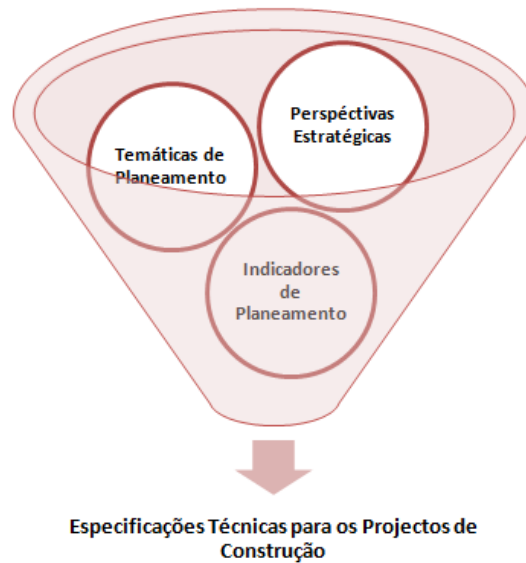 Perspéctivas
Estratégicas
Temáticas de
Planeamento
Indicadores
de
Planeamento
Especificações Técnicas para os Projectos de
Construção